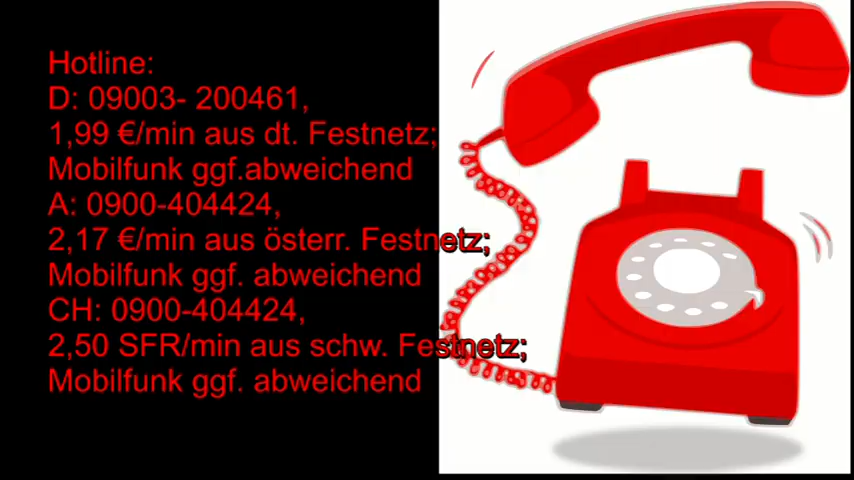 Hotline:
D: 09003- 200461,
1,99 €/min aus dt. Festnetz;
Mobilfunk ggf.abweichend
A: 0900-404424,
2,17 €/min aus österr. Festnetz;
Mobilfunk ggf. abweichend
CH: 0900-404424,
2,50 SFR/min aus schw. Festnetz;
Mobilfunk ggf. abweichend